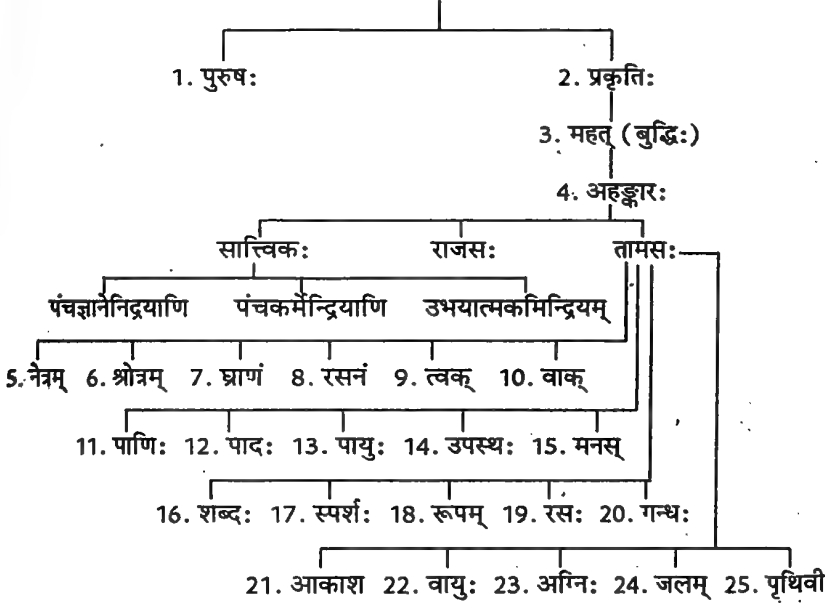 1. पुरुष:
2. प्रकृति:
3. महत् (बुद्धि:)
4. अहङ्कार:
सात्त्विक: राजस: तामस:
पंचज्ञानेनिद्रयाणि पंचकर्मेन्द्रियाणि उभयात्मकमिन्द्रियम्
5. नेत्रम् 6. श्रोत्रम् 7. घ्राणं 8. रसनं 9. त्वक् 10. वाक्
11. पाणि: 12. पाद: 13. पायु: 14. उपस्थ: 15. मनस्
16. शब्द: 17. स्पर्श: 18. रूपम् 19. रस: 20. गन्ध:
21. आकाश 22. वायु: 23. अग्नि: 24. जलम् 25. पृथिवी